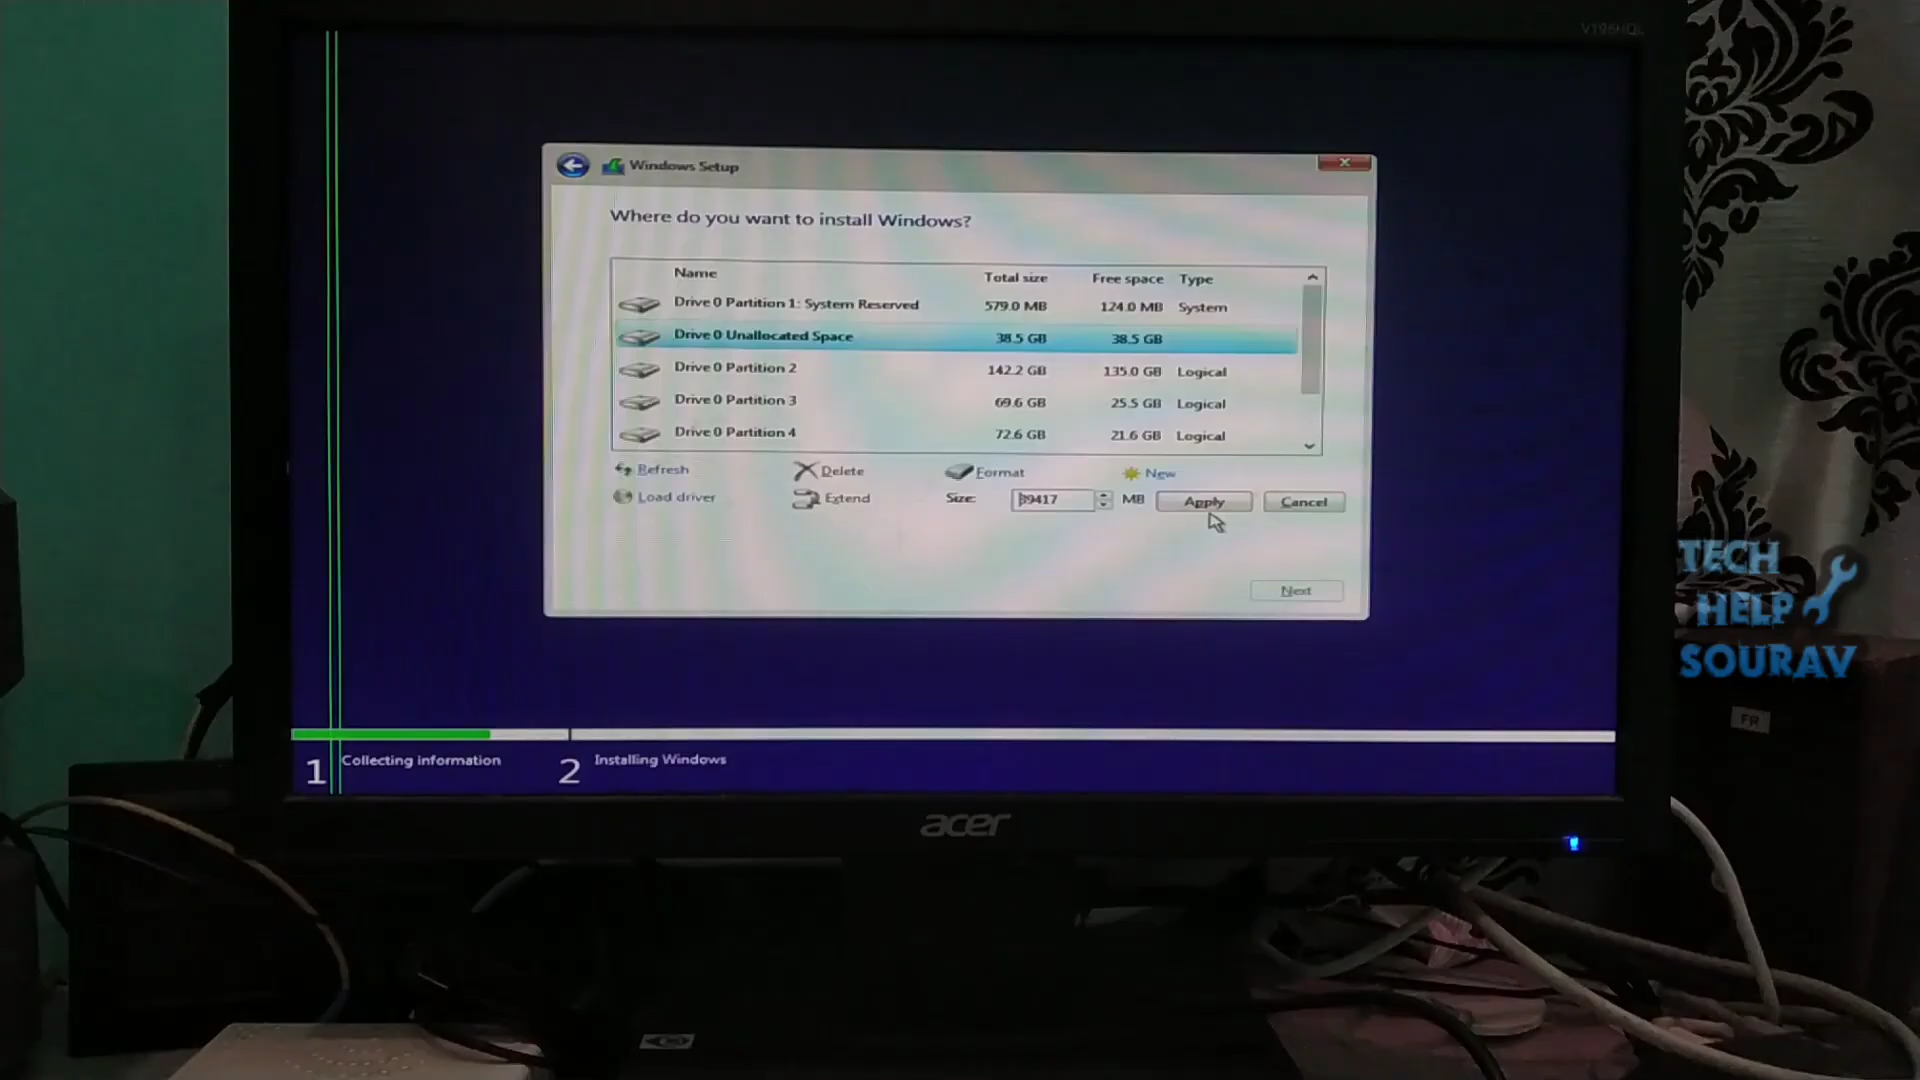 V196HQL
Windows Setup
Where do you want to install Windows?
Name Total size Free space Type
Drive 0 Partition 1: System Reserved 579.0 MB 124.0 MB System
Drive 0 Unallocated Space 38.5 GB 38.5 GB
Drive 0 Partition 2 142.2 GB 135.0 GB Logical
Drive 0 Partition 3 69.6 GB 25.5 GB Logical
Drive 0 Partition 4 72.6 GB 21.6 GB Logical
Refresh Delete Format New
Load driver Extend Size: 39417 MB Apply Cancel
Next
1 Collecting information 2 Installing Windows
acer
TECH
HELP
SOURAV
FR